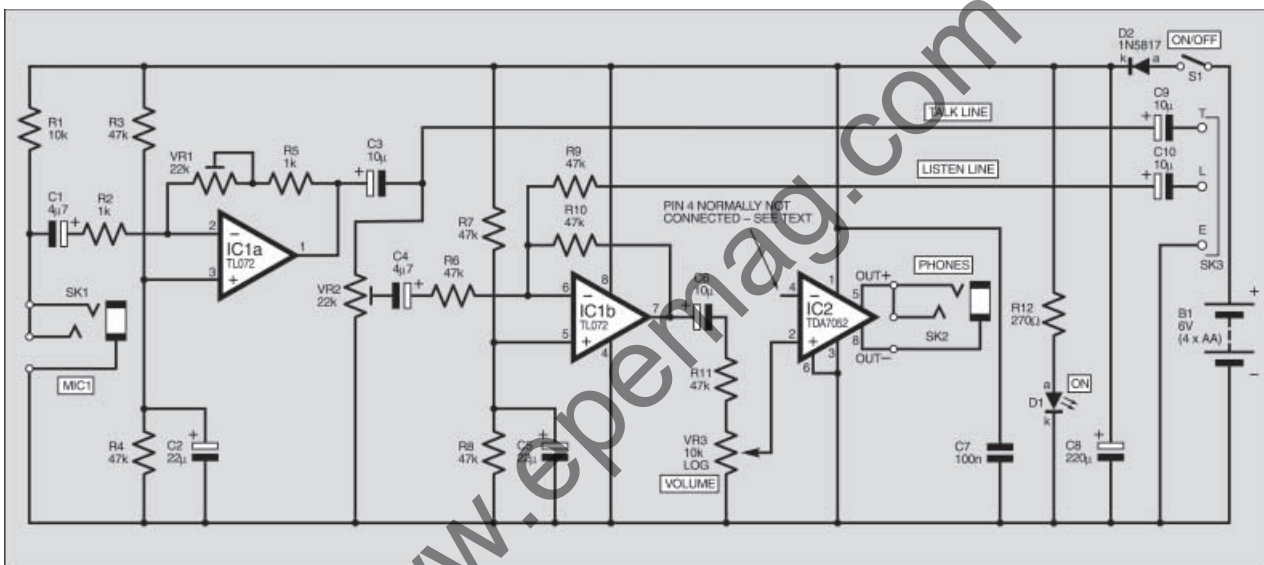 D2
1N5817
ON/OFF
k
a
S1
R1
10k
R3
47k
VR1
22k
R5
1k
C3
10μ
+
TALK LINE
C9
10μ
+
T
C1
4μ7
+
R2
1k
2
−
IC1a
TL072
1
3
+
R9
47k
LISTEN LINE
C10
10μ
+
L
R10
47k
PIN 4 NORMALLY NOT
CONNECTED – SEE TEXT
E
SK3
R7
47k
C4
4μ7
+
R6
47k
VR2
22k
6
−
8
IC1b
TL072
7
5
+
4
C6
10μ
+
4
−
1
IC2
TDA7052
5
2
+
3
8
6
OUT+
PHONES
SK2
OUT−
R12
270Ω
B1
6V
(4 x AA)
+
−
SK1
MIC1
R11
47k
a
ON
D1
k
R4
47k
C2
22μ
+
R8
47k
C5
22μ
+
VR3
10k
LOG
VOLUME
C7
100n
C8
220μ
+
www.epemag.com